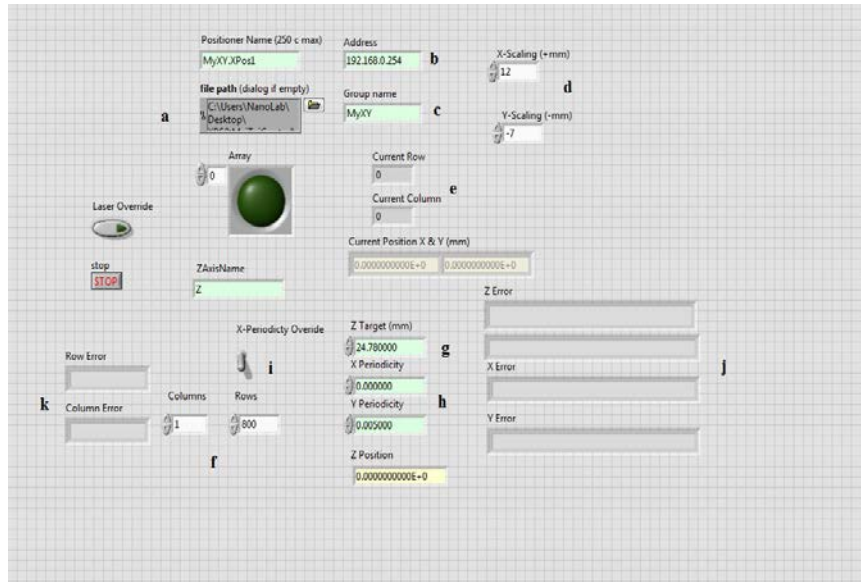 Positioner Name (250 c max)
MyXY.XPos1
Address
192.168.0.254
b
X-Scaling (+mm)
12
d
file path (dialog if empty)
C:\Users\NanoLab\
Desktop\
a
Group name
MyXY
c
Y-Scaling (-mm)
-7
Array
0
Current Row
0
e
Current Column
0
Laser Override
Current Position X & Y (mm)
0.0000000000E+0
0.0000000000E+0
stop
STOP
ZAxisName
Z
Z Error
X-Periodicty Overide
i
Z Target (mm)
24.780000
g
X Periodicity
0.000000
h
Y Periodicity
0.005000
X Error
j
Y Error
Row Error
k
Column Error
Columns
1
Rows
800
f
Z Position
0.0000000000E+0